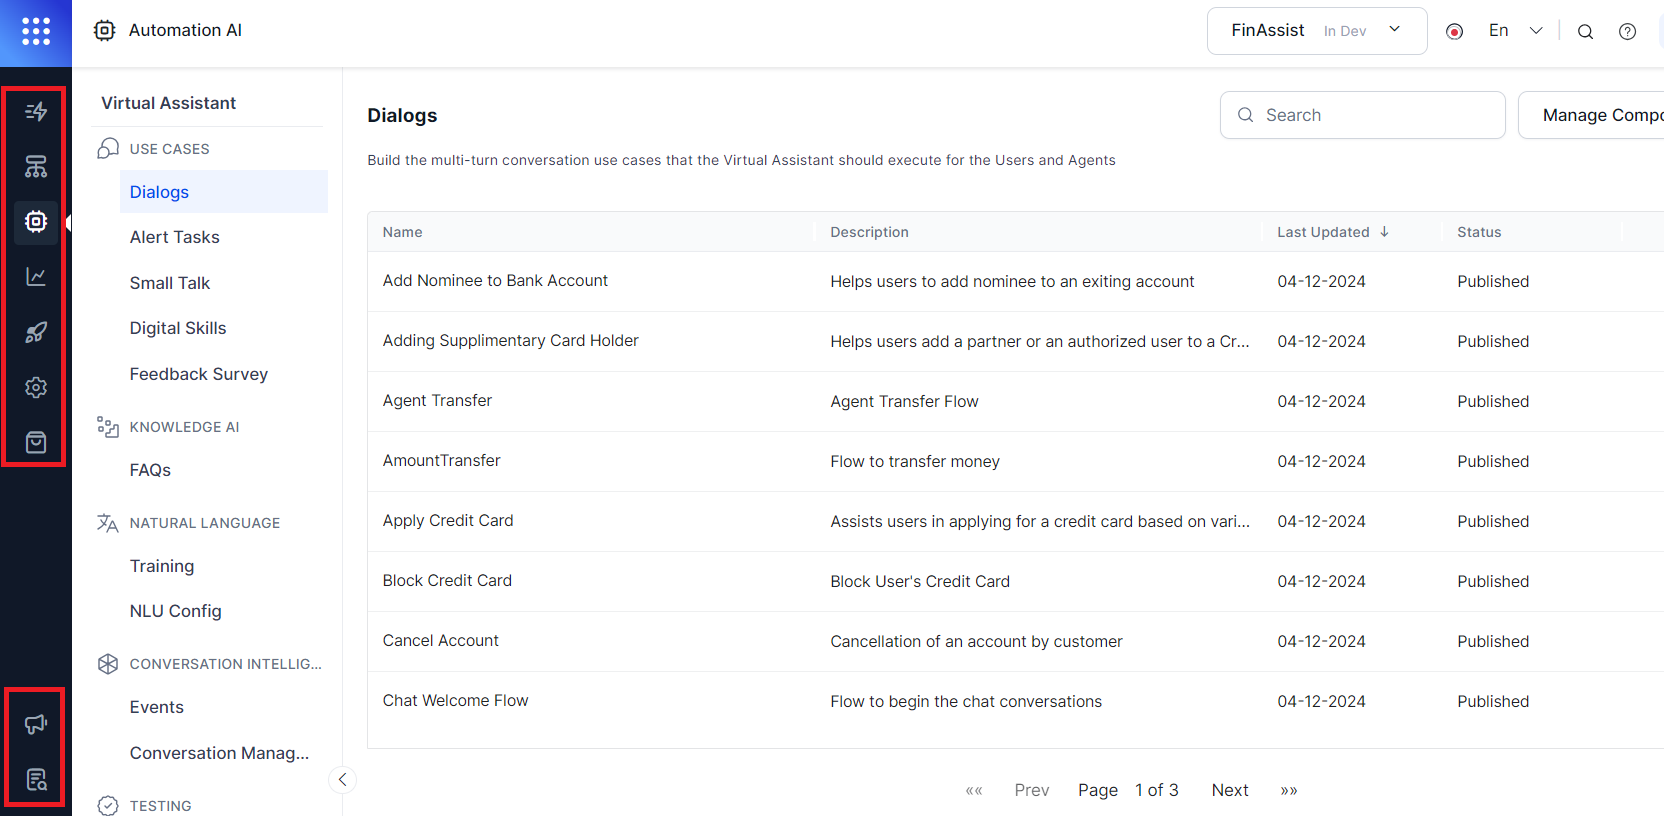 Automation AI
FinAssist In Dev
En
Virtual Assistant
USE CASES
Dialogs
Alert Tasks
Small Talk
Digital Skills
Feedback Survey
KNOWLEDGE AI
FAQs
NATURAL LANGUAGE
Training
NLU Config
CONVERSATION INTELLIG...
Events
Conversation Manag...
TESTING
Dialogs
Search
Manage Compo
Build the multi-turn conversation use cases that the Virtual Assistant should execute for the Users and Agents
Name Description Last Updated ↓ Status
Add Nominee to Bank Account Helps users to add nominee to an exiting account 04-12-2024 Published
Adding Supplimentary Card Holder Helps users add a partner or an authorized user to a Cr... 04-12-2024 Published
Agent Transfer Agent Transfer Flow 04-12-2024 Published
AmountTransfer Flow to transfer money 04-12-2024 Published
Apply Credit Card Assists users in applying for a credit card based on vari... 04-12-2024 Published
Block Credit Card Block User's Credit Card 04-12-2024 Published
Cancel Account Cancellation of an account by customer 04-12-2024 Published
Chat Welcome Flow Flow to begin the chat conversations 04-12-2024 Published
«« Prev Page 1 of 3 Next »»